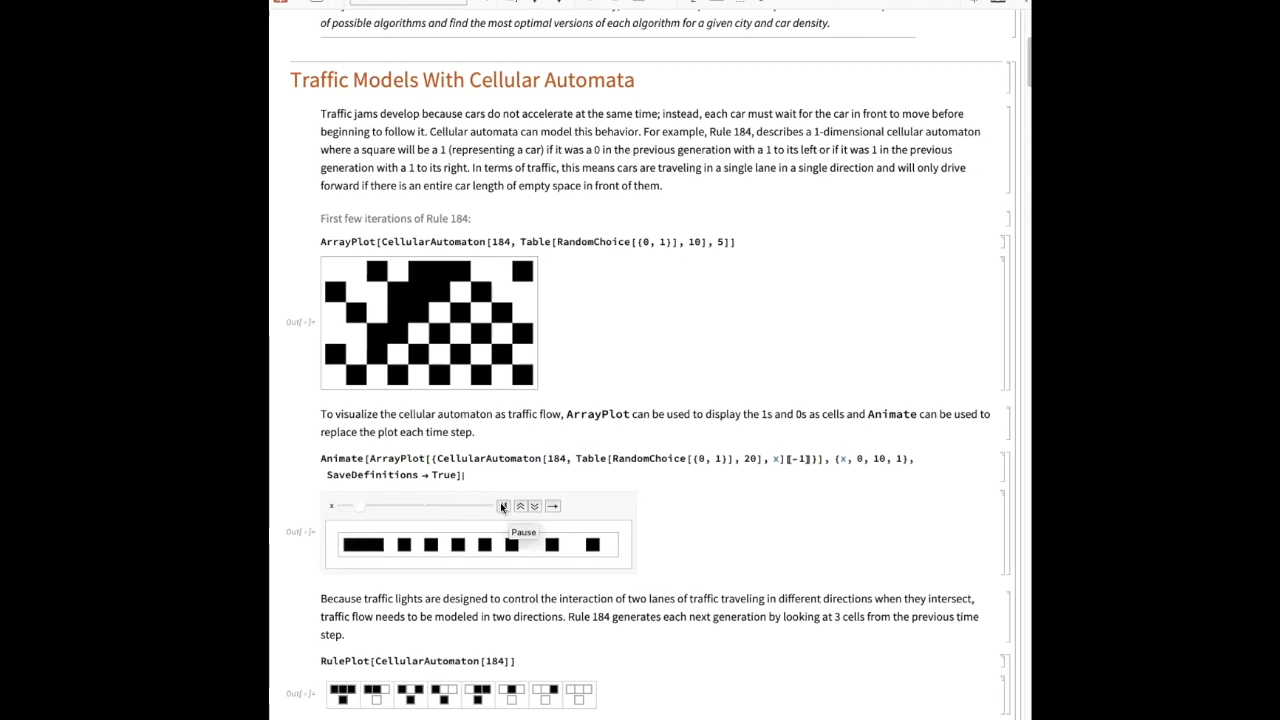 of possible algorithms and find the most optimal versions of each algorithm for a given city and car density.
Traffic Models With Cellular Automata
Traffic jams develop because cars do not accelerate at the same time; instead, each car must wait for the car in front to move before
beginning to follow it. Cellular automata can model this behavior. For example, Rule 184, describes a 1-dimensional cellular automaton
where a square will be a 1 (representing a car) if it was a 0 in the previous generation with a 1 to its left or if it was 1 in the previous
generation with a 1 to its right. In terms of traffic, this means cars are traveling in a single lane in a single direction and will only drive
forward if there is an entire car length of empty space in front of them.
First few iterations of Rule 184:
ArrayPlot[CellularAutomaton[184, Table[RandomChoice[{0, 1}], 10], 5]]
Out[•]=
To visualize the cellular automaton as traffic flow, ArrayPlot can be used to display the 1s and 0s as cells and Animate can be used to
replace the plot each time step.
Animate[ArrayPlot[{CellularAutomaton[184, Table[RandomChoice[{0, 1}], 20], x]〚-1〛}], {x, 0, 10, 1},
SaveDefinitions → True]
x
Pause
Out[•]=
Because traffic lights are designed to control the interaction of two lanes of traffic traveling in different directions when they intersect,
traffic flow needs to be modeled in two directions. Rule 184 generates each next generation by looking at 3 cells from the previous time
step.
RulePlot[CellularAutomaton[184]]
Out[•]=